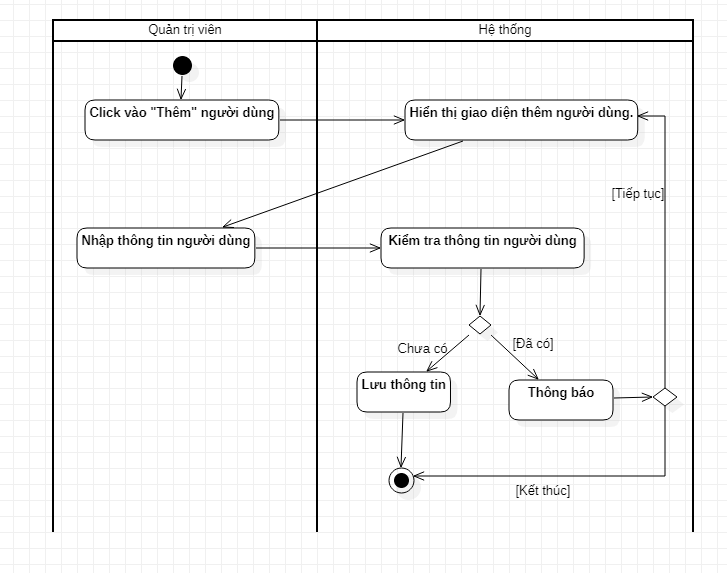 Quản trị viên
Hệ thống
Click vào "Thêm" người dùng
Hiển thị giao diện thêm người dùng.
[Tiếp tục]
Nhập thông tin người dùng
Kiểm tra thông tin người dùng
Chưa có
[Đã có]
Lưu thông tin
Thông báo
[Kết thúc]